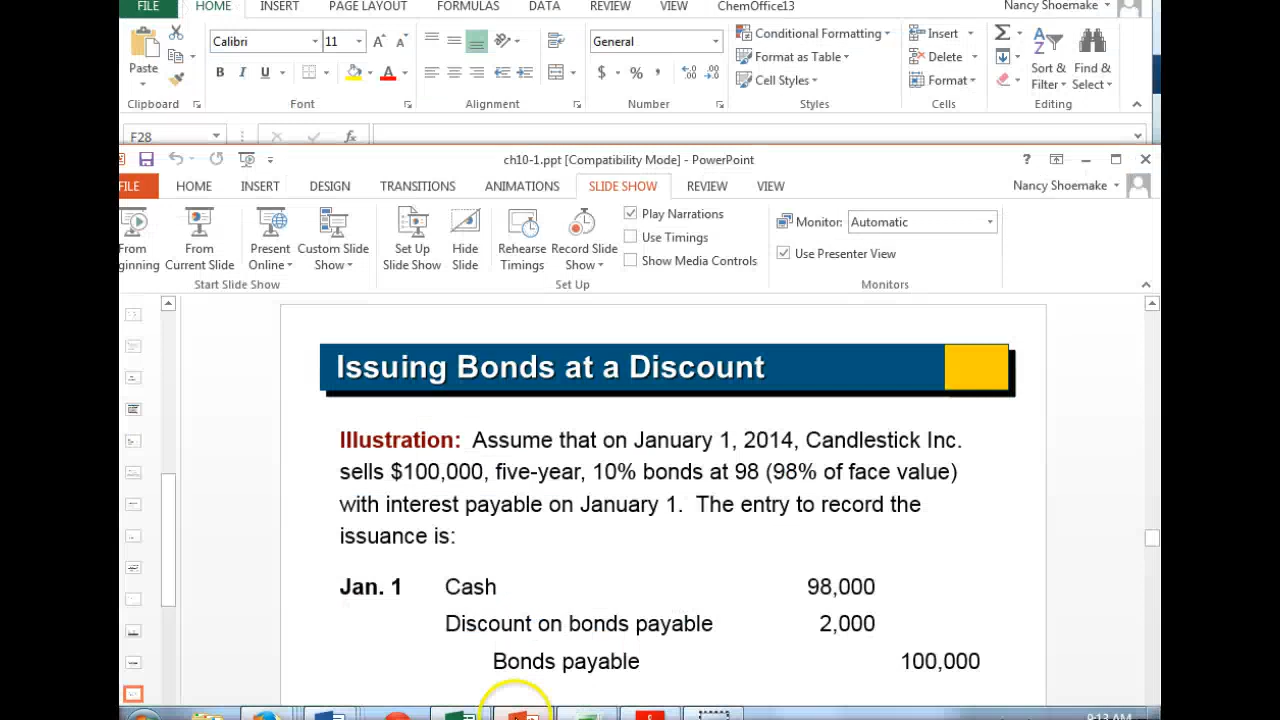 FILE HOME INSERT PAGE LAYOUT FORMULAS DATA REVIEW VIEW ChemOffice13 Nancy Shoemake
Calibri 11 General Conditional Formatting Insert
Paste Format as Table Delete Sort & Find &
B I U A $ % , Cell Styles Format Filter Select
Clipboard Font Alignment Number Styles Cells Editing
F28 fx
ch10-1.ppt [Compatibility Mode] - PowerPoint ?
FILE HOME INSERT DESIGN TRANSITIONS ANIMATIONS SLIDE SHOW REVIEW VIEW Nancy Shoemake
Play Narrations Monitor: Automatic
Use Timings
From From Present Custom Slide Set Up Hide Rehearse Record Slide Use Presenter View
ginning Current Slide Online Show Slide Show Slide Timings Show Show Media Controls
Start Slide Show Set Up Monitors
Issuing Bonds at a Discount
Illustration: Assume that on January 1, 2014, Candlestick Inc.
sells $100,000, five-year, 10% bonds at 98 (98% of face value)
with interest payable on January 1. The entry to record the
issuance is:
Jan. 1 Cash 98,000
Discount on bonds payable 2,000
Bonds payable 100,000
9:13 AM